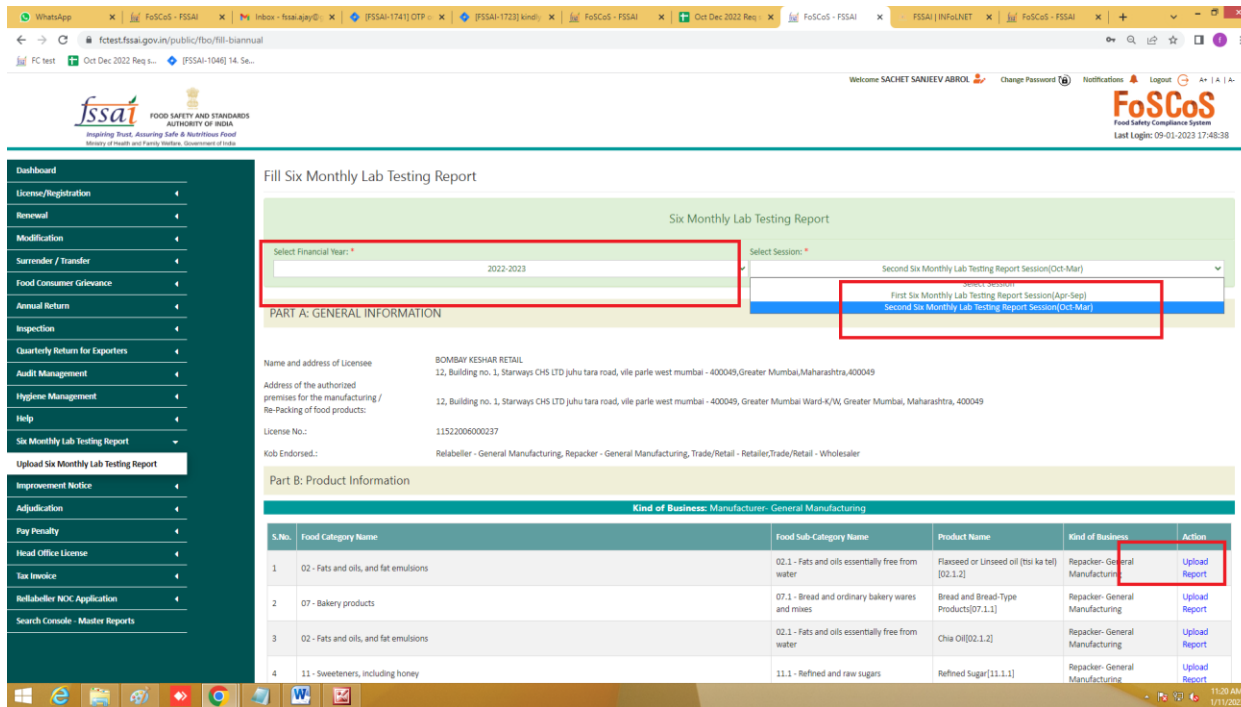 WhatsApp
FoSCoS - FSSAI
Inbox - fssai.ajay@
[FSSAI-1741] OTP
[FSSAI-1723] kindly
FoSCoS - FSSAI
Oct Dec 2022 Req
FoSCoS - FSSAI
FSSAI | INFoLNET
FoSCoS - FSSAI
fctest.fssai.gov.in/public/fbo/fill-biannual
FC test
Oct Dec 2022 Req s...
[FSSAI-1046] 14. Se...
Welcome SACHET SANJEEV ABROL
Change Password
Notifications
Logout
A+ | A | A-
fssai
FOOD SAFETY AND STANDARDS
AUTHORITY OF INDIA
Inspiring Trust, Assuring Safe & Nutritious Food
Ministry of Health and Family Welfare, Government of India
FoSCoS
Food Safety Compliance System
Last Login: 09-01-2023 17:48:38
Dashboard
License/Registration
Renewal
Modification
Surrender / Transfer
Food Consumer Grievance
Annual Return
Inspection
Quarterly Return for Exporters
Audit Management
Hygiene Management
Help
Six Monthly Lab Testing Report
Upload Six Monthly Lab Testing Report
Improvement Notice
Adjudication
Pay Penalty
Head Office License
Tax Invoice
Rellabeller NOC Application
Search Console - Master Reports
Fill Six Monthly Lab Testing Report
Six Monthly Lab Testing Report
Select Financial Year: *
2022-2023
Select Session: *
Second Six Monthly Lab Testing Report Session(Oct-Mar)
Select Session
First Six Monthly Lab Testing Report Session(Apr-Sep)
Second Six Monthly Lab Testing Report Session(Oct-Mar)
PART A: GENERAL INFORMATION
Name and address of Licensee
BOMBAY KESHAR RETAIL
12, Building no. 1, Starways CHS LTD juhu tara road, vile parle west mumbai - 400049,Greater Mumbai,Maharashtra,400049
Address of the authorized
premises for the manufacturing /
Re-Packing of food products:
12, Building no. 1, Starways CHS LTD juhu tara road, vile parle west mumbai - 400049, Greater Mumbai Ward-K/W, Greater Mumbai, Maharashtra, 400049
License No.:
11522006000237
Kob Endorsed.:
Relabeller - General Manufacturing, Repacker - General Manufacturing, Trade/Retail - Retailer,Trade/Retail - Wholesaler
Part B: Product Information
Kind of Business: Manufacturer- General Manufacturing
S.No.
Food Category Name
Food Sub-Category Name
Product Name
Kind of Business
Action
1
02 - Fats and oils, and fat emulsions
02.1 - Fats and oils essentially free from
water
Flaxseed or Linseed oil (tisi ka tel)
[02.1.2]
Repacker- General
Manufacturing
Upload
Report
2
07 - Bakery products
07.1 - Bread and ordinary bakery wares
and mixes
Bread and Bread-Type
Products[07.1.1]
Repacker- General
Manufacturing
Upload
Report
3
02 - Fats and oils, and fat emulsions
02.1 - Fats and oils essentially free from
water
Chia Oil[02.1.2]
Repacker- General
Manufacturing
Upload
Report
4
11 - Sweeteners, including honey
11.1 - Refined and raw sugars
Refined Sugar[11.1.1]
Repacker- General
Manufacturing
Upload
Report
11:20 AM